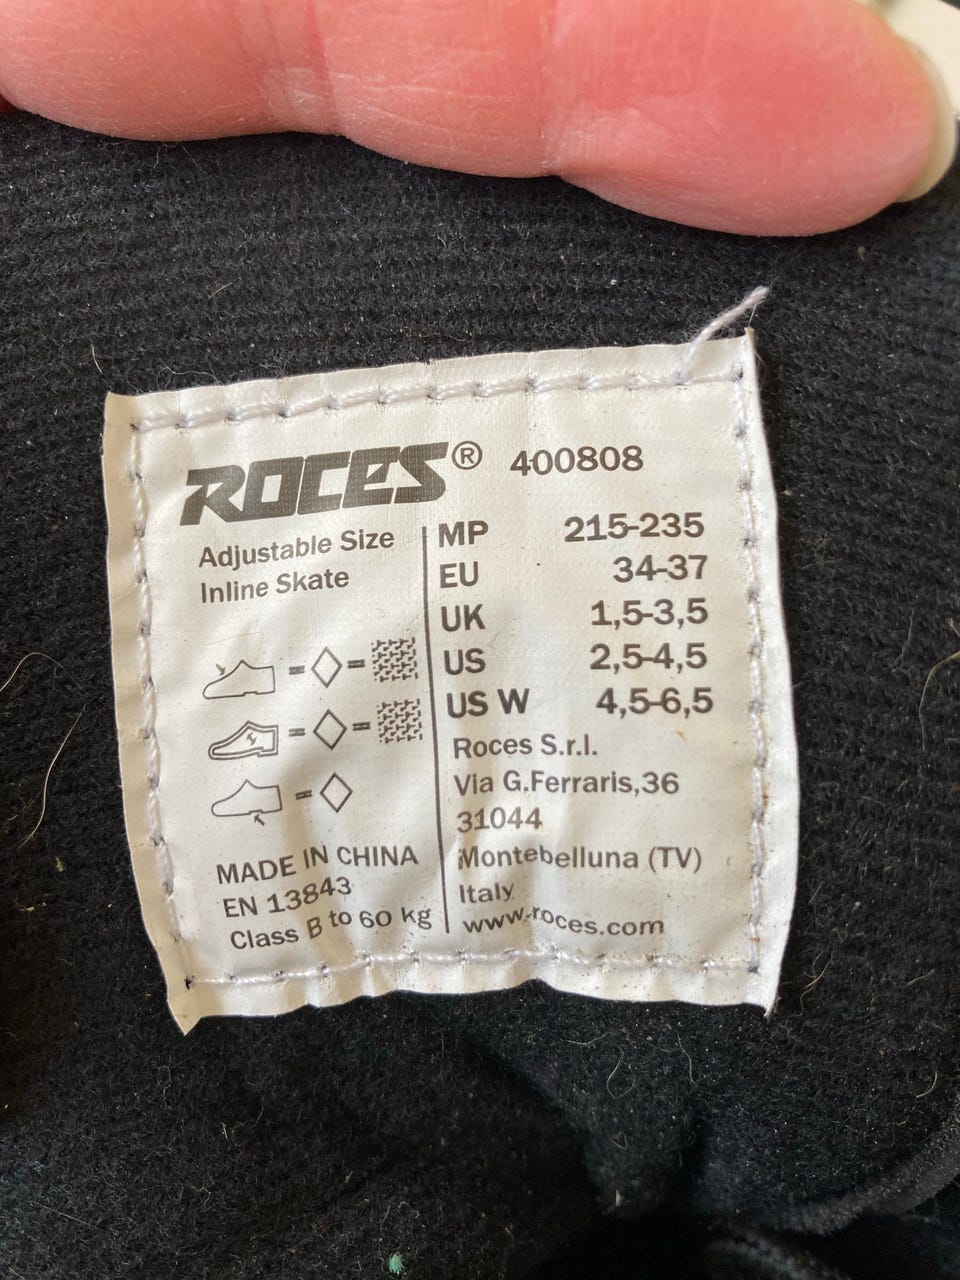 ROCES® 400808
Adjustable Size
Inline Skate
MP 215-235
EU 34-37
UK 1,5-3,5
US 2,5-4,5
US W 4,5-6,5
= =
= =
=
MADE IN CHINA
EN 13843
Class B to 60 kg
Roces S.r.l.
Via G.Ferraris,36
31044
Montebelluna (TV)
Italy
www.roces.com